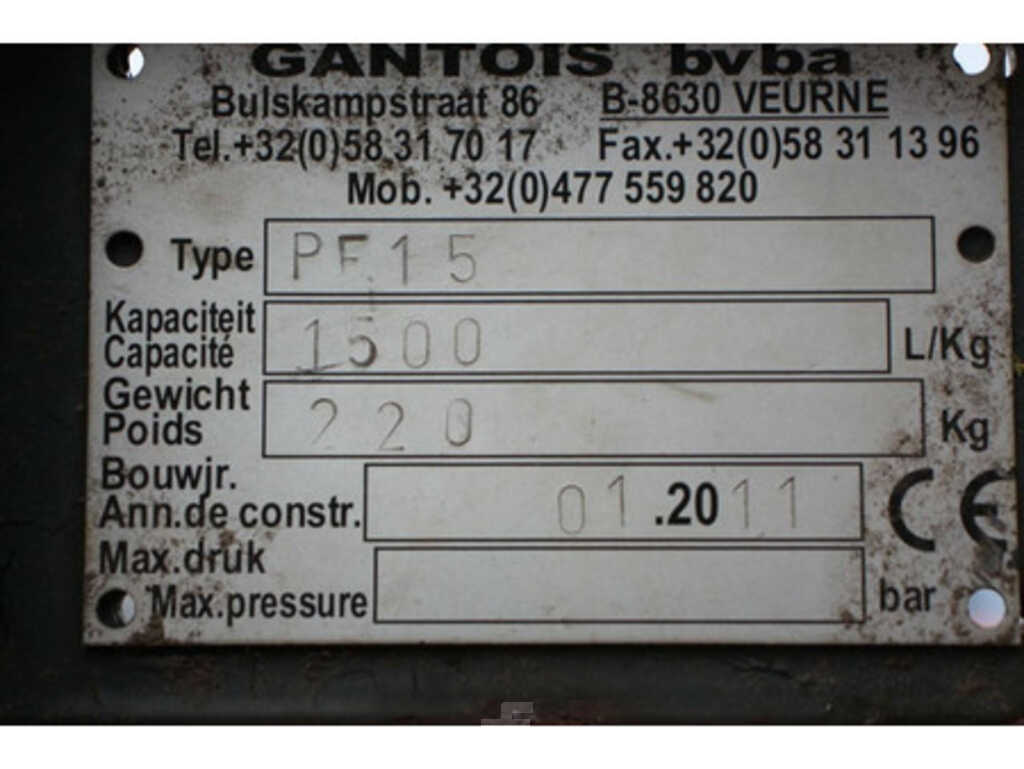 GANTOIS bvba
Bulskampstraat 86 B-8630 VEURNE
Tel.+32(0)58 31 70 17 Fax.+32(0)58 31 13 96
Mob. +32(0)477 559 820
Type PF15
Kapaciteit
Capacité 1500 L/Kg
Gewicht
Poids 220 Kg
Bouwjr.
Ann.de constr. 01.2011 CE
Max.druk
Max.pressure bar